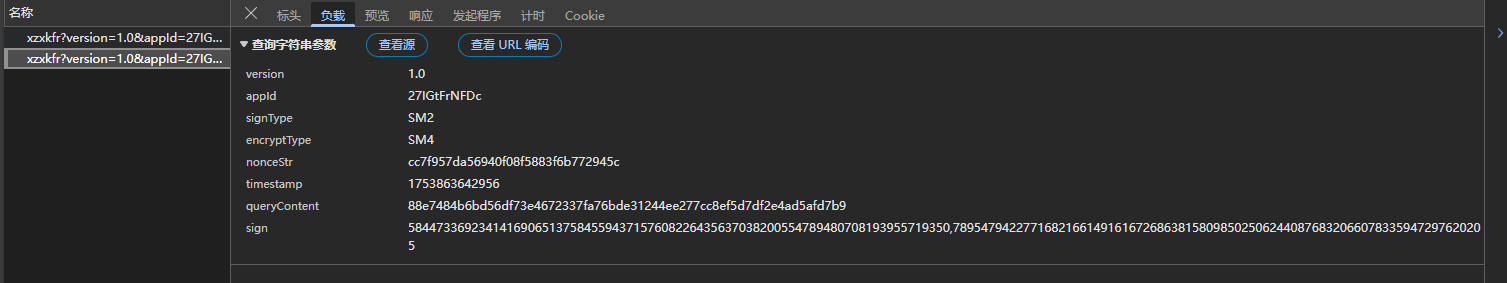 名称
标头 负载 预览 响应 发起程序 计时 Cookie
xzxkfr?version=1.0&appId=27IG...
xzxkfr?version=1.0&appId=27IG...
查询字符串参数 查看源 查看 URL 编码
version 1.0
appId 27IGtFrNFDc
signType SM2
encryptType SM4
nonceStr cc7f957da56940f08f5883f6b772945c
timestamp 1753863642956
queryContent 88e7484b6bd56df73e4672337fa76bde31244ee277cc8ef5d7df2e4ad5afd7b9
sign 58447336923414169065137584559437157608226435637038200554789480708193955719350,7895479422771682166149161672686381580985025062440876832066078335947297620205
5